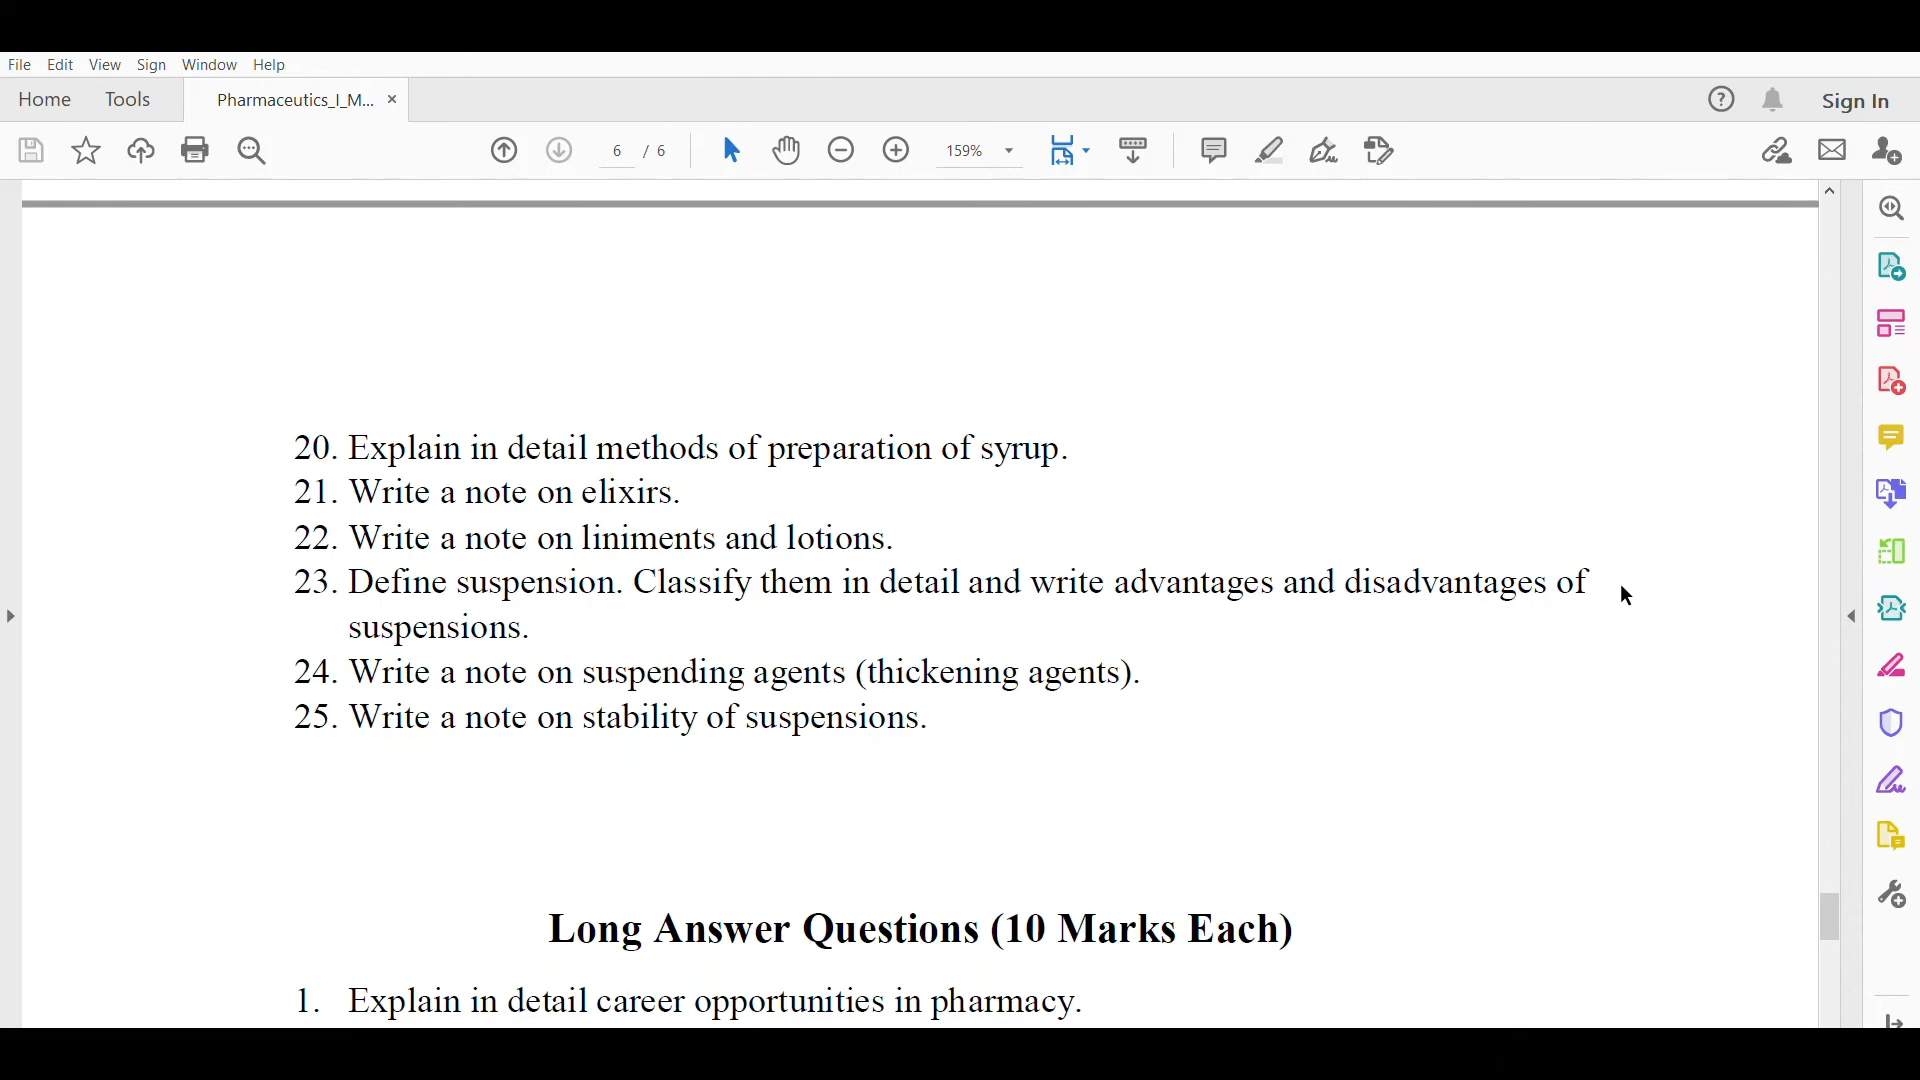 File Edit View Sign Window Help
Home Tools Pharmaceutics_I_M... × Sign In
6 / 6 159%
20. Explain in detail methods of preparation of syrup.
21. Write a note on elixirs.
22. Write a note on liniments and lotions.
23. Define suspension. Classify them in detail and write advantages and disadvantages of
suspensions.
24. Write a note on suspending agents (thickening agents).
25. Write a note on stability of suspensions.
Long Answer Questions (10 Marks Each)
1. Explain in detail career opportunities in pharmacy.